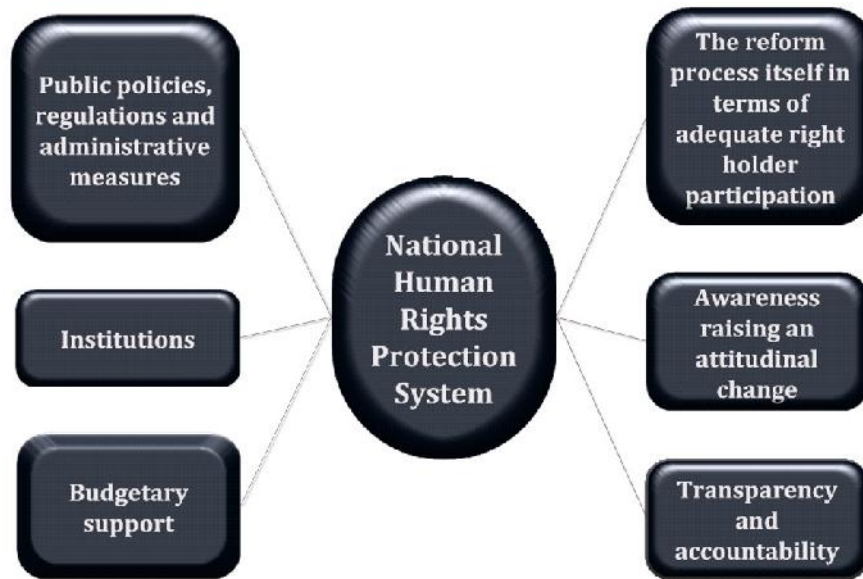 Public policies,
regulations and
administrative
measures
Institutions
Budgetary
support
National
Human
Rights
Protection
System
The reform
process itself in
terms of
adequate right
holder
participation
Awareness
raising an
attitudinal
change
Transparency
and
accountability